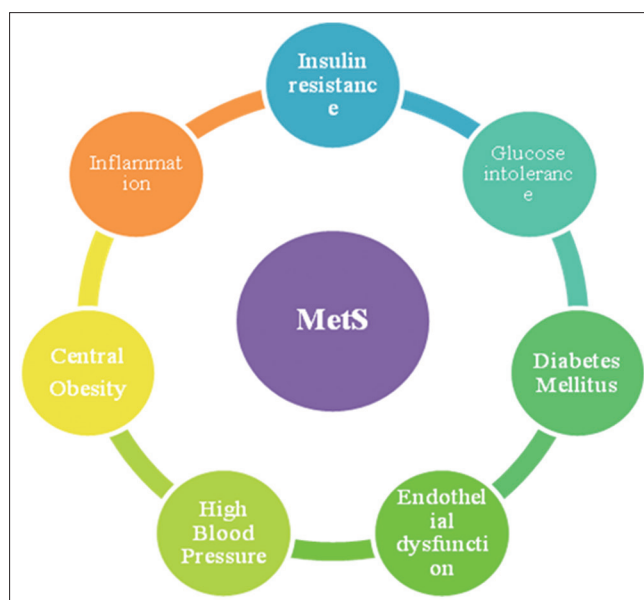 Insulin
resistanc
e
Glucose
intoleranc
e
Diabetes
Mellitus
Endothel
ial
dysfuncti
on
High
Blood
Pressure
Central
Obesity
Inflammat
ion
MetS